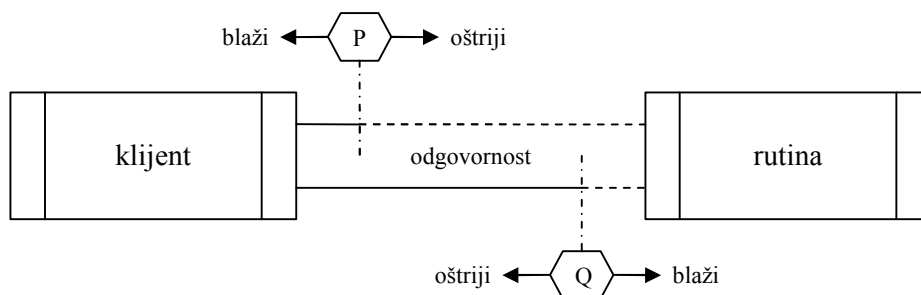 blaži P oštriji
klijent odgovornost rutina
oštriji Q blaži